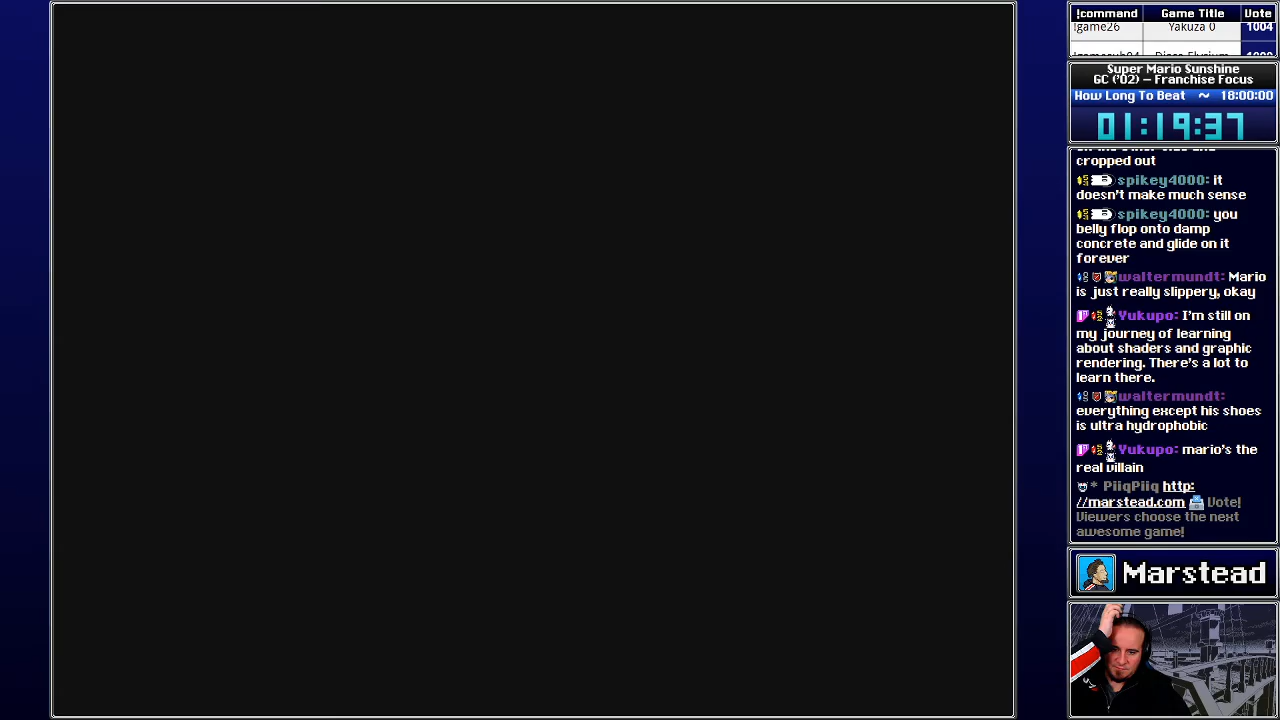 !command Game Title Vote
!game26 Yakuza 0 1004
Super Mario Sunshine
GC ('02) – Franchise Focus
How Long To Beat ~ 18:00:00
01:19:37
cropped out
spikey4000: it
doesn't make much sense
spikey4000: you
belly flop onto damp
concrete and glide on it
forever
waltermundt: Mario
is just really slippery, okay
Yukupo: I'm still on
my journey of learning
about shaders and graphic
rendering. There's a lot to
learn there.
waltermundt:
everything except his shoes
is ultra hydrophobic
Yukupo: mario's the
real villain
* PiiqPiiq http:
//marstead.com Vote!
Viewers choose the next
awesome game!
Marstead